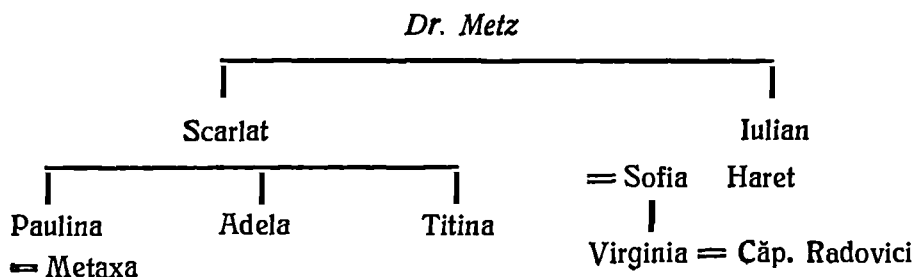 Dr. Metz
Scarlat Iulian
= Sofia Haret
Paulina Adela Titina
= Metaxa
Virginia = Căp. Radovici